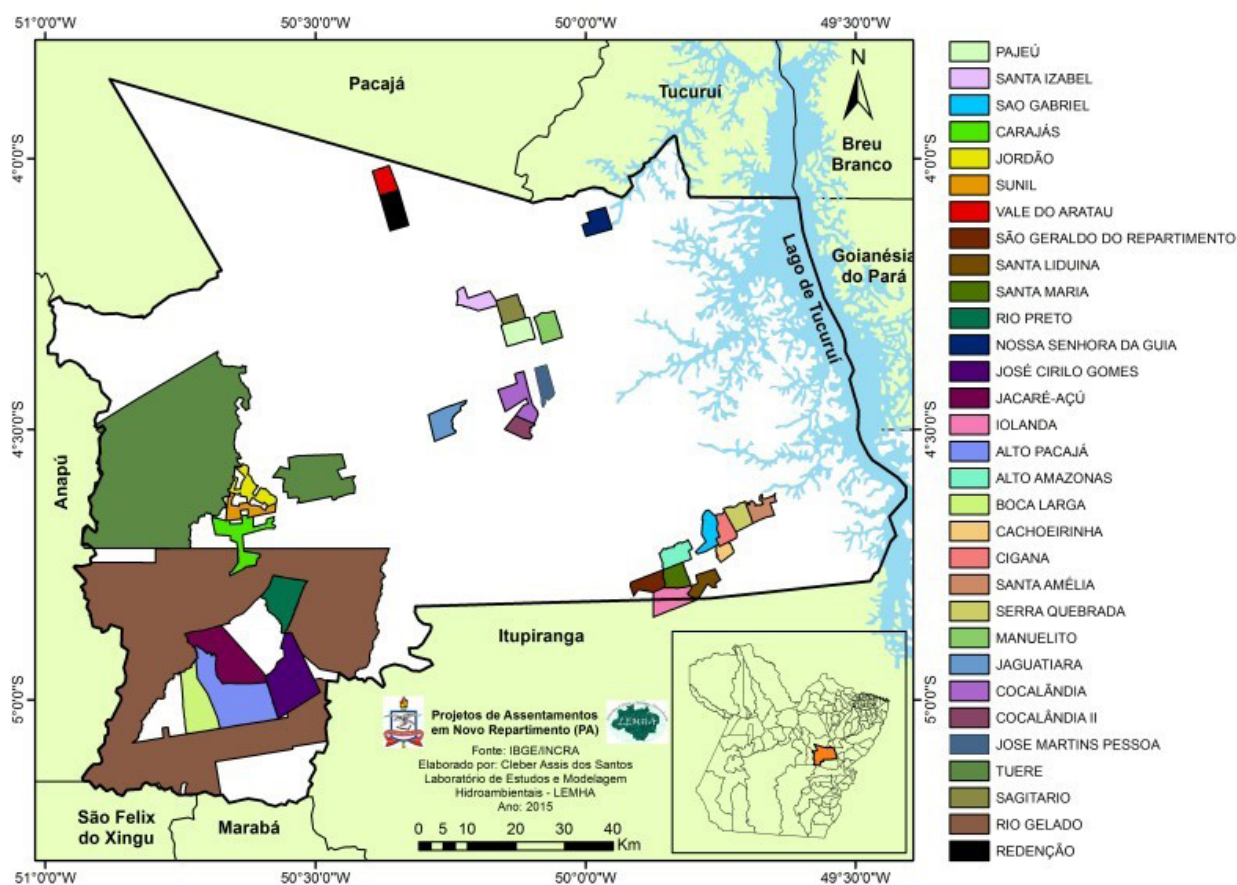 51°0'0"W
50°30'0"W
50°0'0"W
49°30'0"W
4°0'0"S
4°30'0"S
5°0'0"S
4°0'0"S
4°30'0"S
5°0'0"S
51°0'0"W
50°30'0"W
50°0'0"W
49°30'0"W
N
Pacajá
Tucuruí
Breu
Branco
Goianésia
do Pará
Lago de Tucuruí
Anapú
Itupiranga
São Felix
do Xingu
Marabá
Projetos de Assentamentos
em Novo Repartimento (PA)
LEMHA
Fonte: IBGE/INCRA
Elaborado por: Cleber Assis dos Santos
Laboratório de Estudos e Modelagem
Hidroambientais - LEMHA
Ano: 2015
0 5 10 20 30 40
Km
PAJEÚ
SANTA IZABEL
SAO GABRIEL
CARAJÁS
JORDÃO
SUNIL
VALE DO ARATAU
SÃO GERALDO DO REPARTIMENTO
SANTA LIDUINA
SANTA MARIA
RIO PRETO
NOSSA SENHORA DA GUIA
JOSÉ CIRILO GOMES
JACARÉ-AÇÚ
IOLANDA
ALTO PACAJÁ
ALTO AMAZONAS
BOCA LARGA
CACHOEIRINHA
CIGANA
SANTA AMÉLIA
SERRA QUEBRADA
MANUELITO
JAGUATIARA
COCALÂNDIA
COCALÂNDIA II
JOSE MARTINS PESSOA
TUERE
SAGITARIO
RIO GELADO
REDENÇÃO